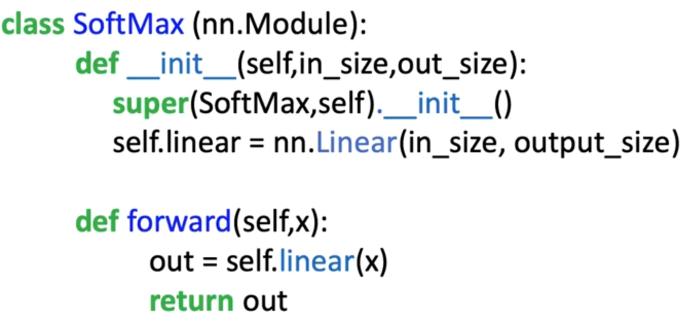 class SoftMax (nn.Module):
def __init__(self,in_size,out_size):
super(SoftMax,self).__init__()
self.linear = nn.Linear(in_size, output_size)
def forward(self,x):
out = self.linear(x)
return out